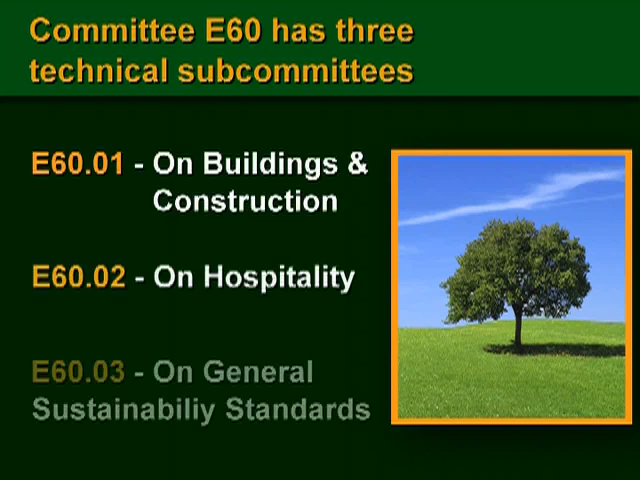 Committee E60 has three
technical subcommittees
E60.01 - On Buildings &
Construction
E60.02 - On Hospitality
E60.03 - On General
Sustainabiliy Standards